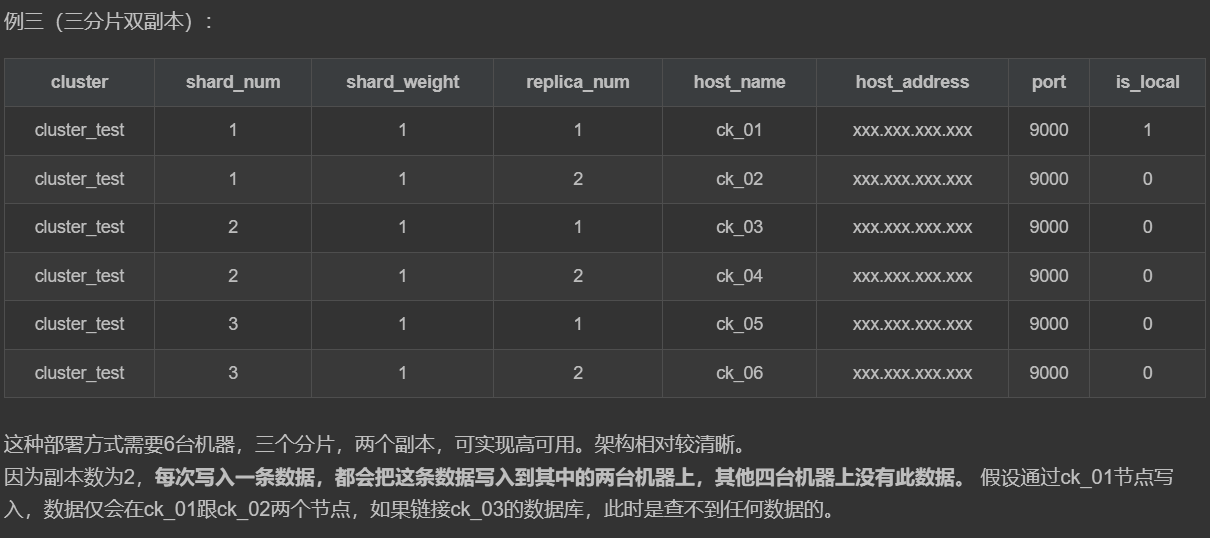 例三（三分片双副本）：
cluster shard_num shard_weight replica_num host_name host_address port is_local
cluster_test 1 1 1 ck_01 xxx.xxx.xxx.xxx 9000 1
cluster_test 1 1 2 ck_02 xxx.xxx.xxx.xxx 9000 0
cluster_test 2 1 1 ck_03 xxx.xxx.xxx.xxx 9000 0
cluster_test 2 1 2 ck_04 xxx.xxx.xxx.xxx 9000 0
cluster_test 3 1 1 ck_05 xxx.xxx.xxx.xxx 9000 0
cluster_test 3 1 2 ck_06 xxx.xxx.xxx.xxx 9000 0
这种部署方式需要6台机器，三个分片，两个副本，可实现高可用。架构相对较清晰。
因为副本数为2，每次写入一条数据，都会把这条数据写入到其中的两台机器上，其他四台机器上没有此数据。 假设通过ck_01节点写
入，数据仅会在ck_01跟ck_02两个节点，如果链接ck_03的数据库，此时是查不到任何数据的。